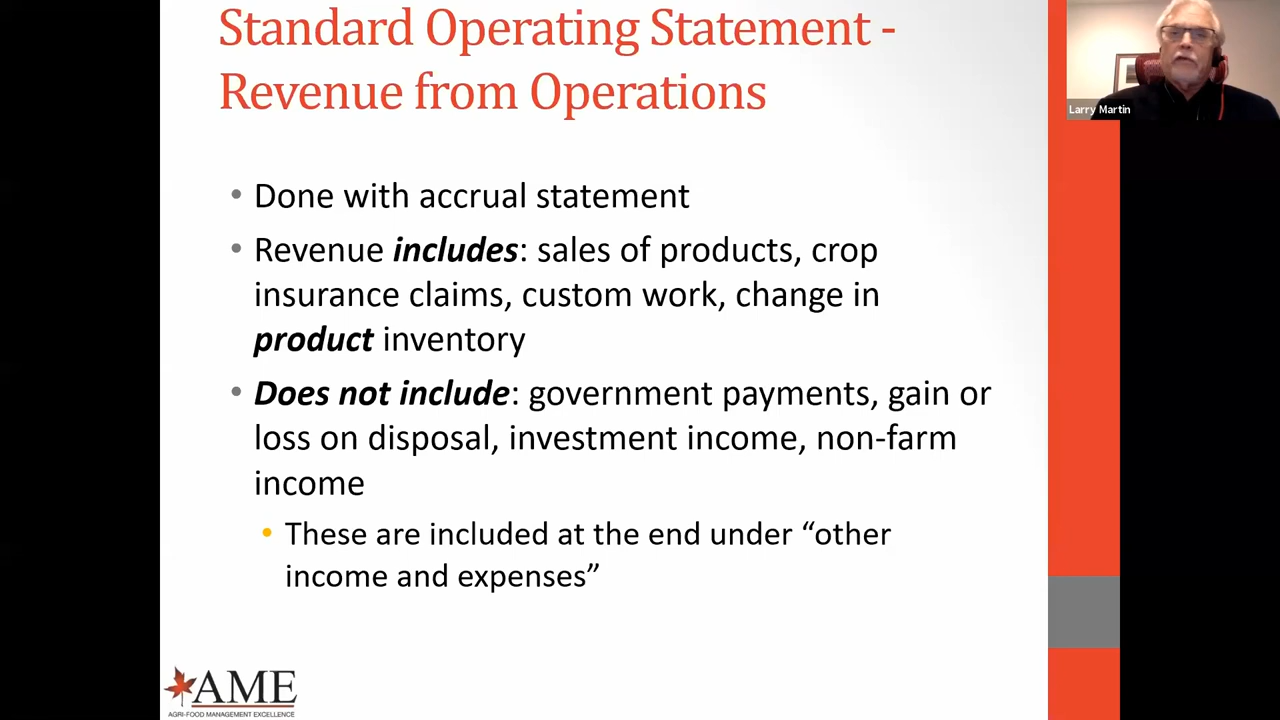 Standard Operating Statement -
Revenue from Operations
Larry Martin
• Done with accrual statement
• Revenue includes: sales of products, crop
insurance claims, custom work, change in
product inventory
• Does not include: government payments, gain or
loss on disposal, investment income, non-farm
income
• These are included at the end under “other
income and expenses”
AME
AGRI-FOOD MANAGEMENT EXCELLENCE